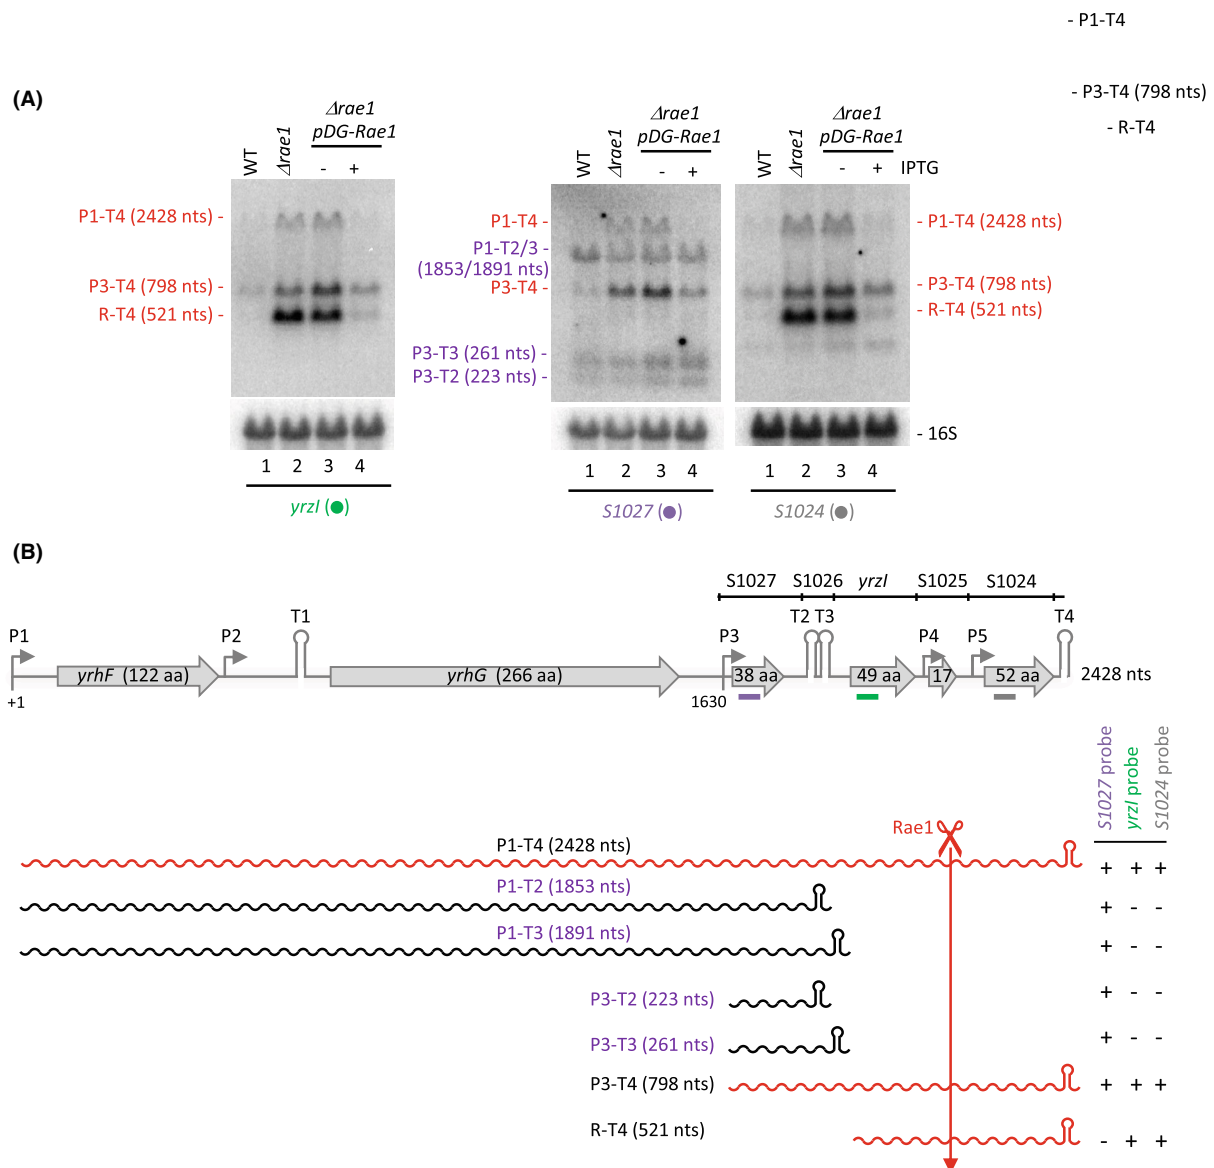 - P1-T4
- P3-T4 (798 nts)
- R-T4
(A)
WT
Δrae1
Δrae1
pDG-Rae1
- +
P1-T4 (2428 nts) -
P3-T4 (798 nts) -
R-T4 (521 nts) -
1 2 3 4
yrzI (●)
WT
Δrae1
Δrae1
pDG-Rae1
- +
P1-T4 -
P1-T2/3 -
(1853/1891 nts)
P3-T4 -
P3-T3 (261 nts) -
P3-T2 (223 nts) -
1 2 3 4
S1027 (●)
WT
Δrae1
Δrae1
pDG-Rae1
- + IPTG
- P1-T4 (2428 nts)
- P3-T4 (798 nts)
- R-T4 (521 nts)
- 16S
1 2 3 4
S1024 (●)
(B)
S1027 S1026 yrzI S1025 S1024
P1 P2 T1 P3 T2 T3 P4 P5 T4
yrhF (122 aa) yrhG (266 aa) 38 aa 49 aa 17 52 aa 2428 nts
+1 1630
S1027 probe
yrzI probe
S1024 probe
Rae1
P1-T4 (2428 nts) + + +
P1-T2 (1853 nts) + - -
P1-T3 (1891 nts) + - -
P3-T2 (223 nts) + - -
P3-T3 (261 nts) + - -
P3-T4 (798 nts) + + +
R-T4 (521 nts) - + +